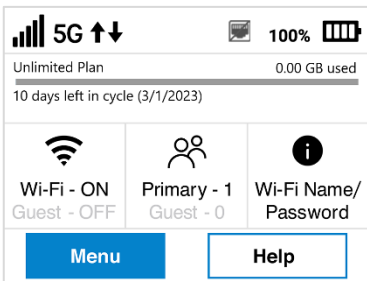 5G 100%
Unlimited Plan 0.00 GB used
10 days left in cycle (3/1/2023)
Wi-Fi - ON Primary - 1 Wi-Fi Name/
Guest - OFF Guest - 0 Password
Menu Help